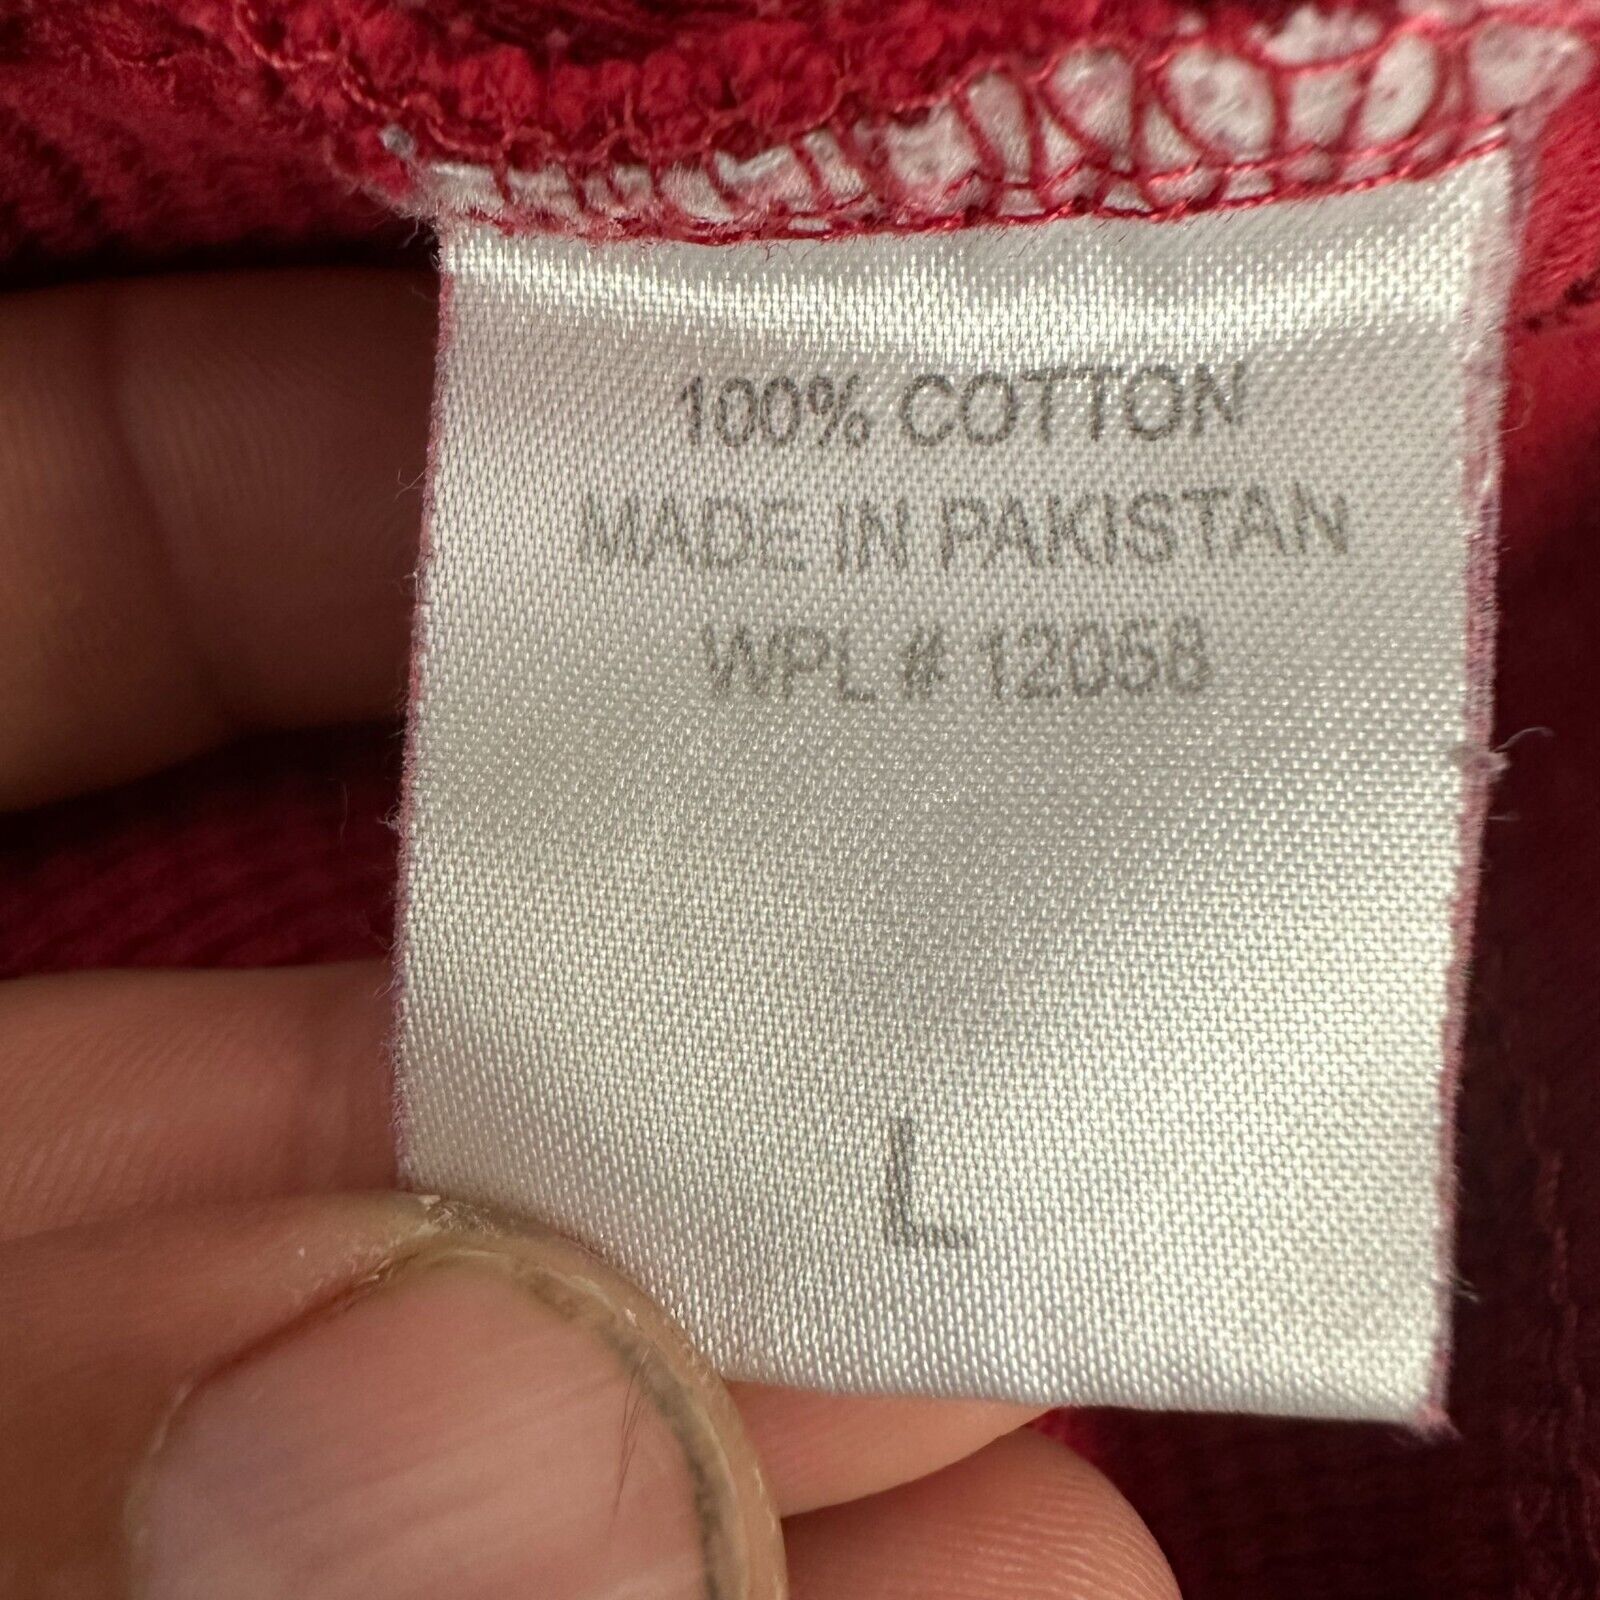 100% COTTON
MADE IN PAKISTAN
WPL # 12058
L